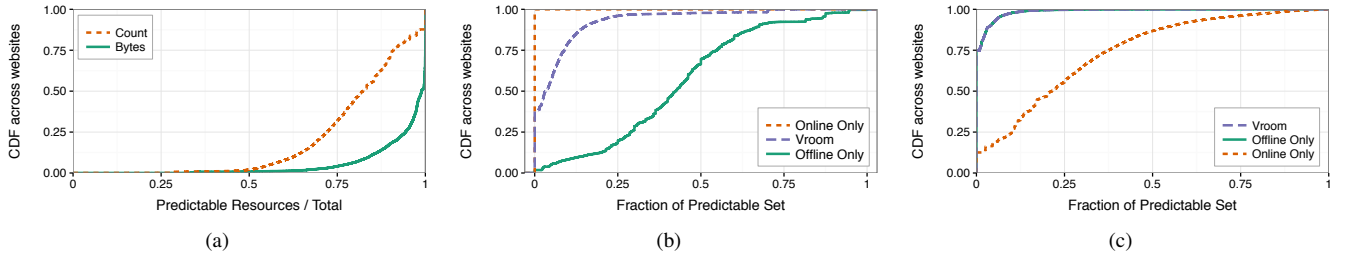 CDF across websites
1.00
0.75
0.50
0.25
0.00
Count
Bytes
0 0.25 0.5 0.75 1
Predictable Resources / Total
(a)
CDF across websites
1.00
0.75
0.50
0.25
0.00
Online Only
Vroom
Offline Only
0 0.25 0.5 0.75 1
Fraction of Predictable Set
(b)
CDF across websites
1.00
0.75
0.50
0.25
0.00
Vroom
Offline Only
Online Only
0 0.25 0.5 0.75 1
Fraction of Predictable Set
(c)